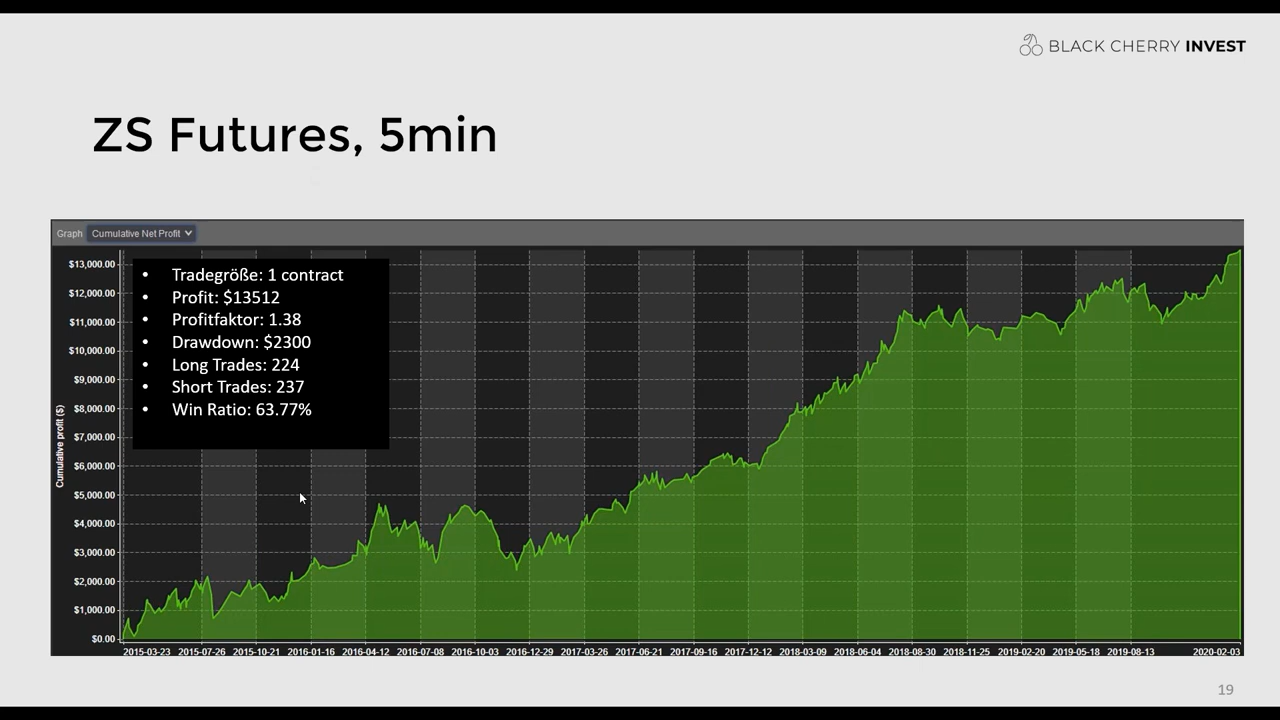 BLACK CHERRY INVEST
ZS Futures, 5min
Graph Cumulative Net Profit
• Tradegröße: 1 contract
• Profit: $13512
• Profitfaktor: 1.38
• Drawdown: $2300
• Long Trades: 224
• Short Trades: 237
• Win Ratio: 63.77%
Cumulative profit ($)
$13,000.00
$12,000.00
$11,000.00
$10,000.00
$9,000.00
$8,000.00
$7,000.00
$6,000.00
$5,000.00
$4,000.00
$3,000.00
$2,000.00
$1,000.00
$0.00
2015-03-23 2015-07-26 2015-10-21 2016-01-16 2016-04-12 2016-07-08 2016-10-03 2016-12-29 2017-03-26 2017-06-21 2017-09-16 2017-12-12 2018-03-09 2018-06-04 2018-08-30 2018-11-25 2019-02-20 2019-05-18 2019-08-13 2020-02-03
19